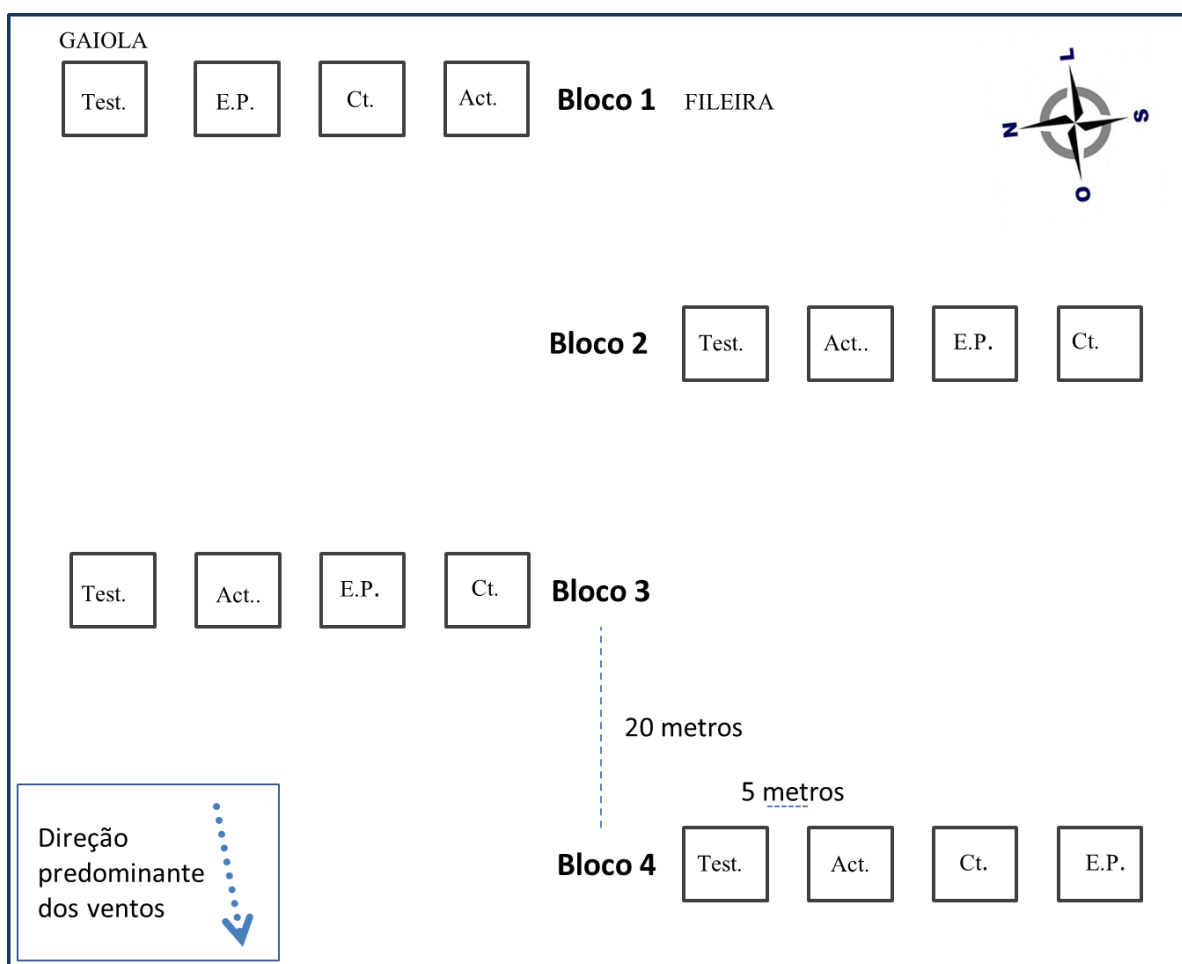 GAIOLA
Test. E.P. Ct. Act. Bloco 1 FILEIRA
L
N S
O
Bloco 2 Test. Act.. E.P. Ct.
Test. Act.. E.P. Ct. Bloco 3
20 metros
5 metros
Direção
predominante
dos ventos
Bloco 4 Test. Act. Ct. E.P.